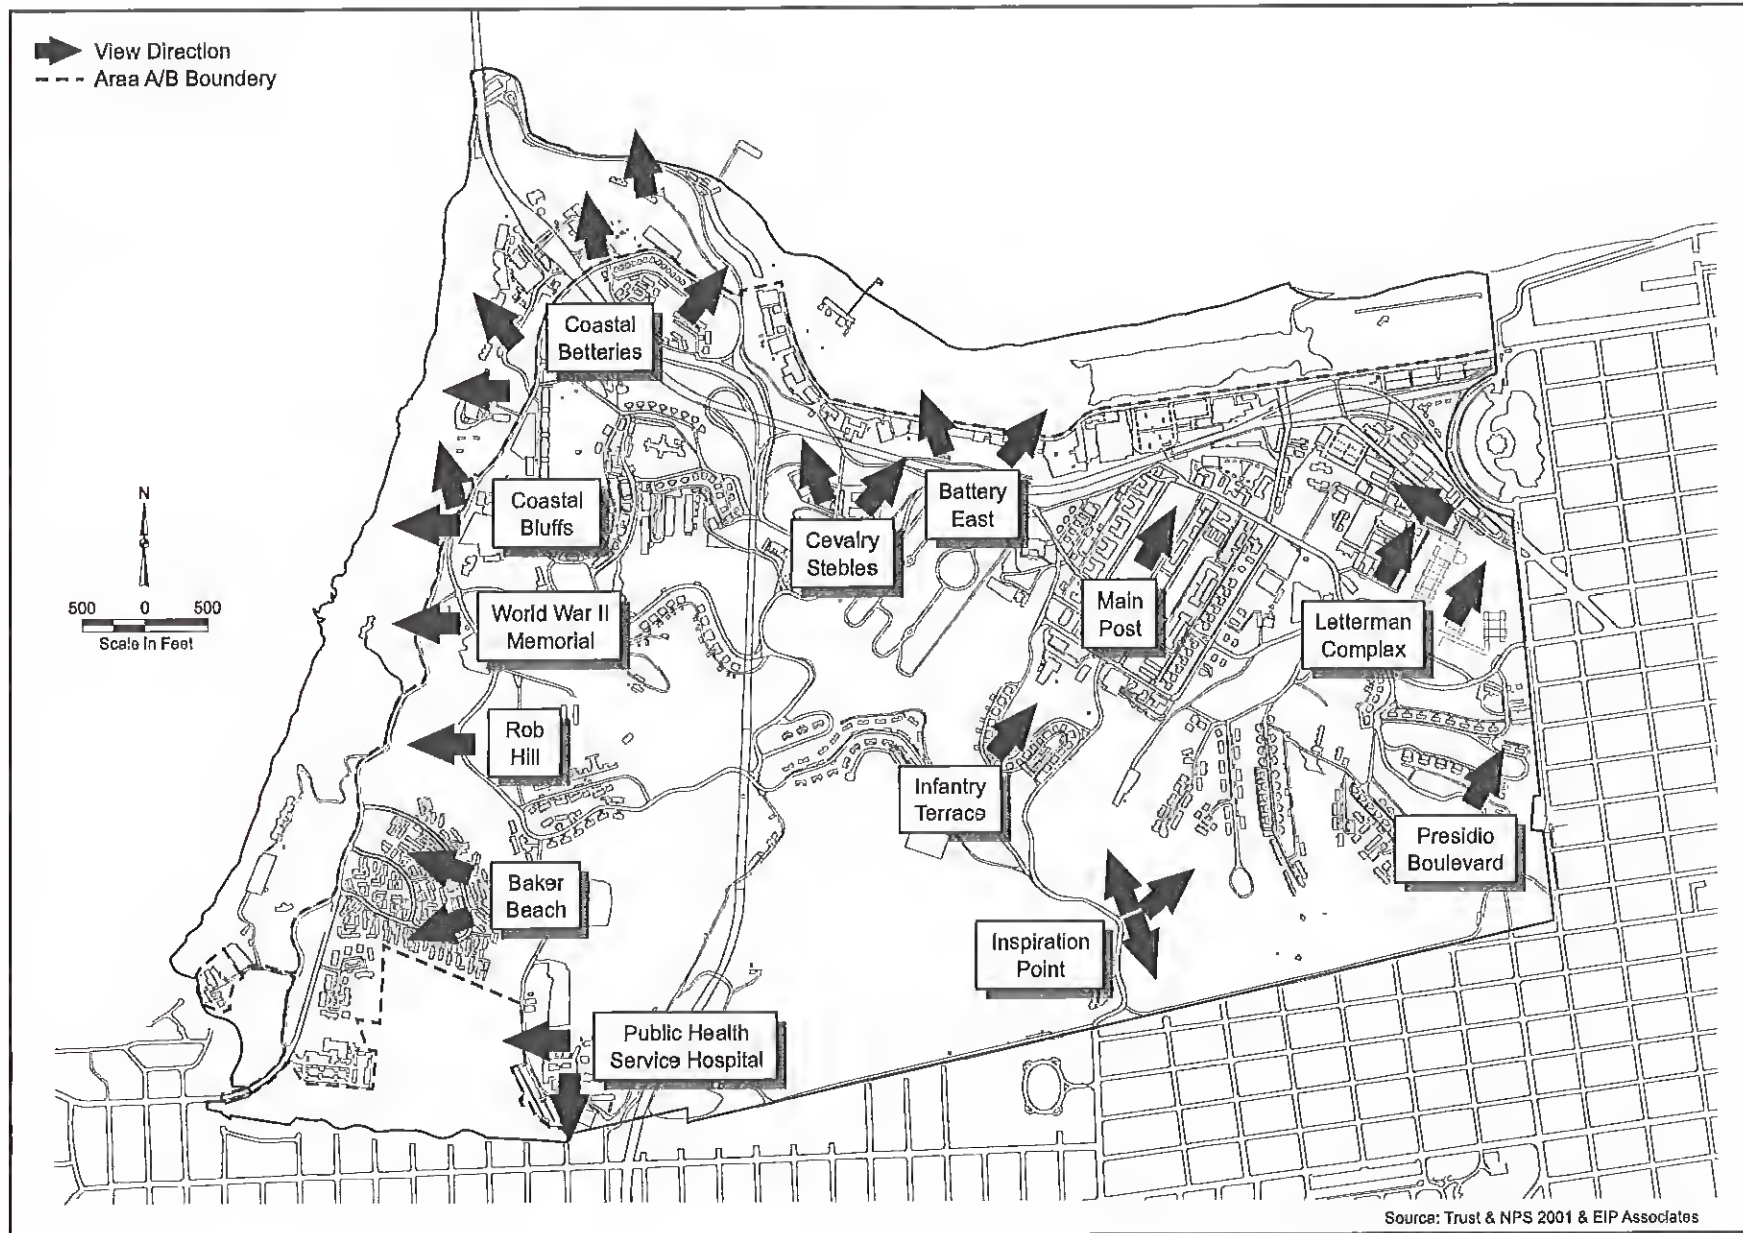 View Direction
Araa A/B Boundery
Coastal
Betteries
Coastal
Bluffs
Cevalry
Stebles
Battery
East
N
500 0 500
Scale In Feet
World War II
Memorial
Main
Post
Letterman
Complax
Rob
Hill
Infantry
Terrace
Presidio
Boulevard
Baker
Beach
Inspiration
Point
Public Health
Service Hospital
Source: Trust & NPS 2001 & EIP Associates